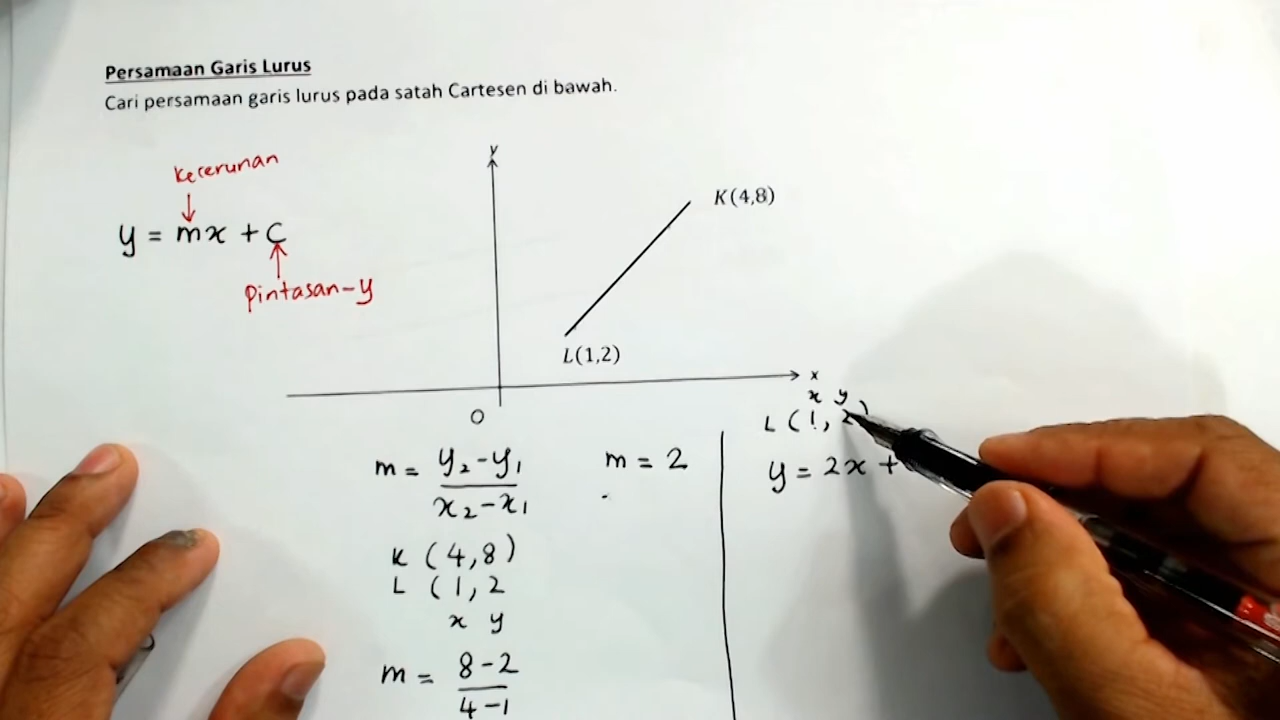 Persamaan Garis Lurus
Cari persamaan garis lurus pada satah Cartesen di bawah.
kecerunan
y = mx + c
pintasan-y
y
K(4,8)
L(1,2)
x
O
m = y₂-y₁ / x₂-x₁
m = 2
K (4,8)
L (1,2
x y
m = 8-2 / 4-1
x y
L (1, 2)
y = 2x +